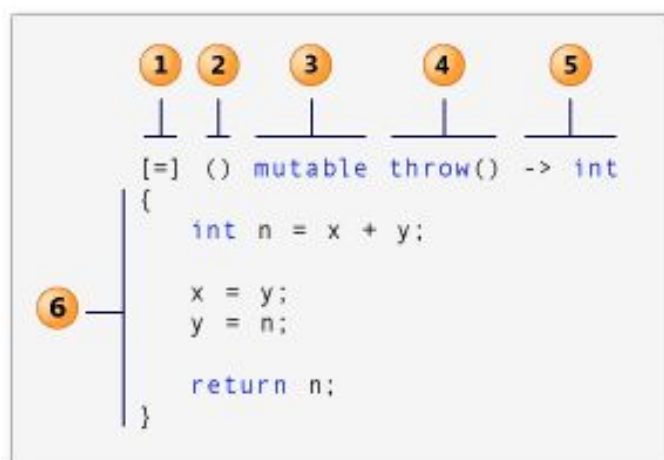 1 2 3 4 5
[=] () mutable throw() -> int
{
int n = x + y;
x = y;
6
y = n;
return n;
}